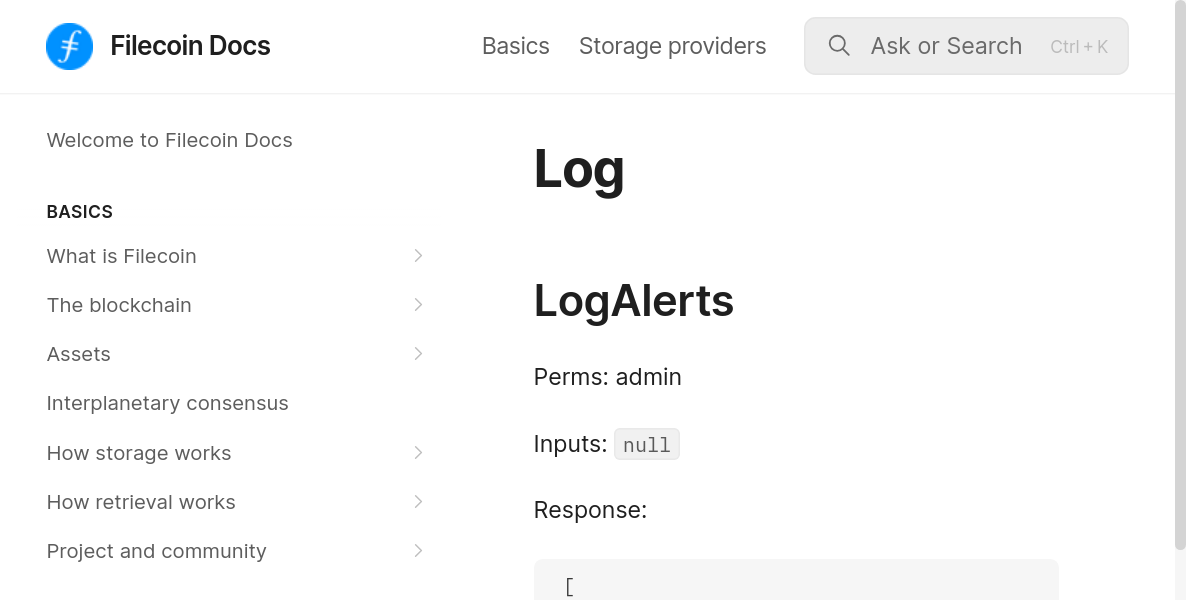 Filecoin Docs
Basics
Storage providers
Ask or Search
Ctrl + K
Welcome to Filecoin Docs
BASICS
What is Filecoin
The blockchain
Assets
Interplanetary consensus
How storage works
How retrieval works
Project and community
Log
LogAlerts
Perms: admin
Inputs: null
Response:
[